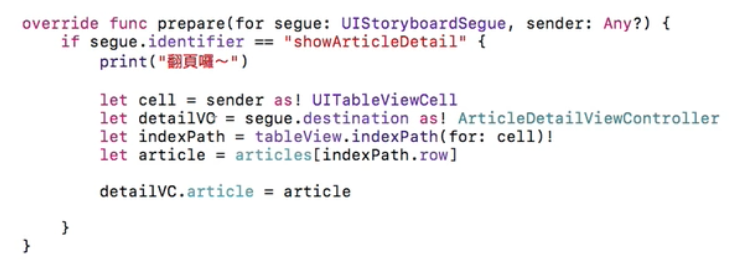 override func prepare(for segue: UIStoryboardSegue, sender: Any?) {
    if segue.identifier == "showArticleDetail" {
        print("翻頁囉～")

        let cell = sender as! UITableViewCell
        let detailVC = segue.destination as! ArticleDetailViewController
        let indexPath = tableView.indexPath(for: cell)!
        let article = articles[indexPath.row]

        detailVC.article = article

    }
}